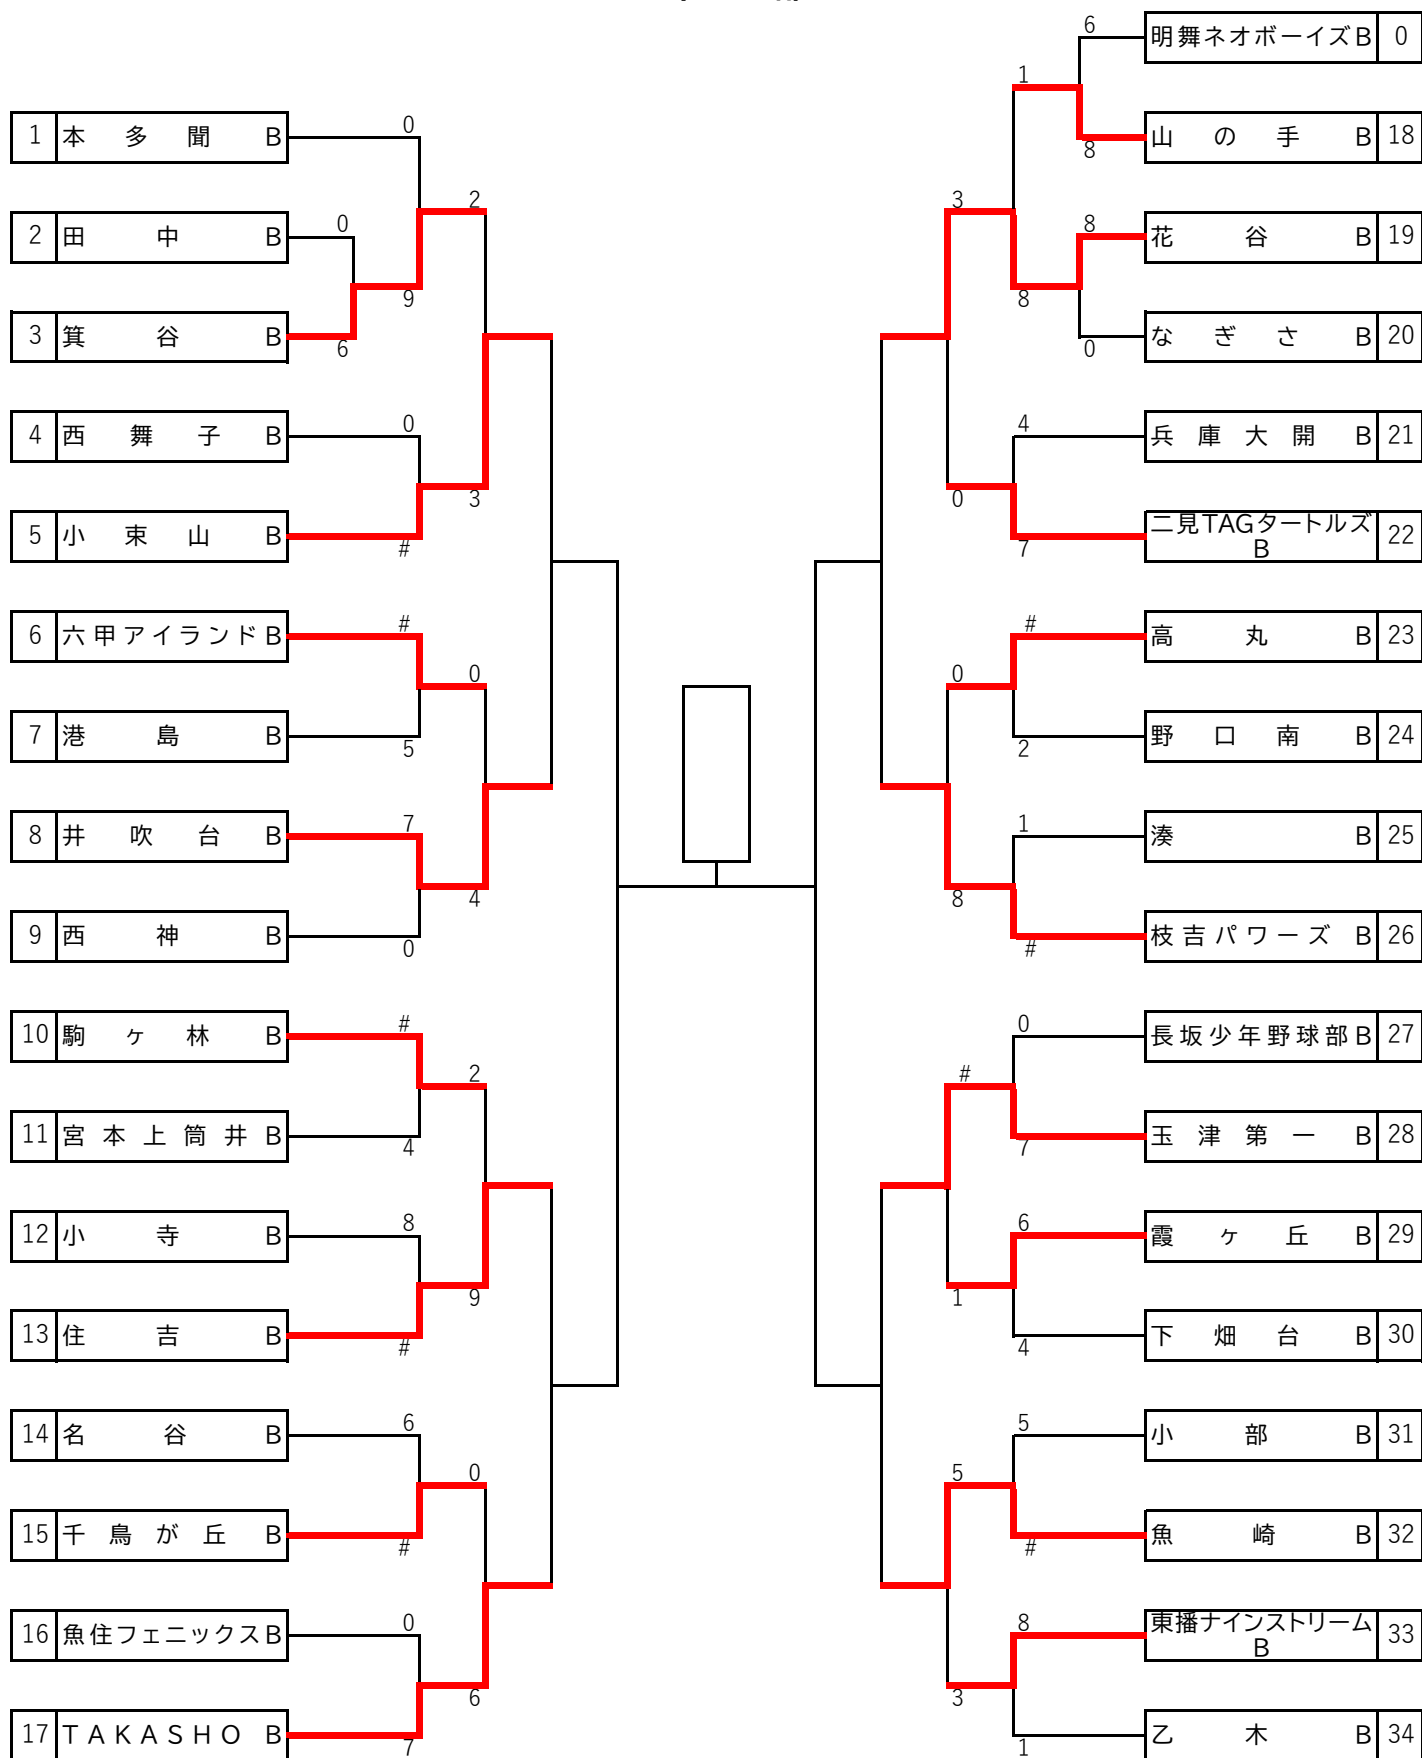 1 本多聞 B
0
2 田中 B
0
2
3 箕谷 B
6
9
4 西舞子 B
0
5 小束山 B
#
3
6 六甲アイランド B
#
0
7 港島 B
5
8 井吹台 B
7
4
9 西神 B
0
10 駒ヶ林 B
#
2
11 宮本上筒井 B
4
12 小寺 B
8
13 住吉 B
#
9
14 名谷 B
6
0
15 千鳥が丘 B
#
16 魚住フェニックス B
0
17 TAKASHO B
7
6
6
明舞ネオボーイズ B 0
1
8
山の手 B 18
3
8
花谷 B 19
8
0
なぎさ B 20
4
兵庫大開 B 21
0
7
二見TAGタートルズ
B
22
#
高丸 B 23
0
2
野口南 B 24
1
湊 B 25
8
#
枝吉パワーズ B 26
0
長坂少年野球部 B 27
#
7
玉津第一 B 28
6
霞ヶ丘 B 29
1
4
下畑台 B 30
5
小部 B 31
5
#
魚崎 B 32
8
東播ナインストリーム
B
33
3
1
乙木 B 34